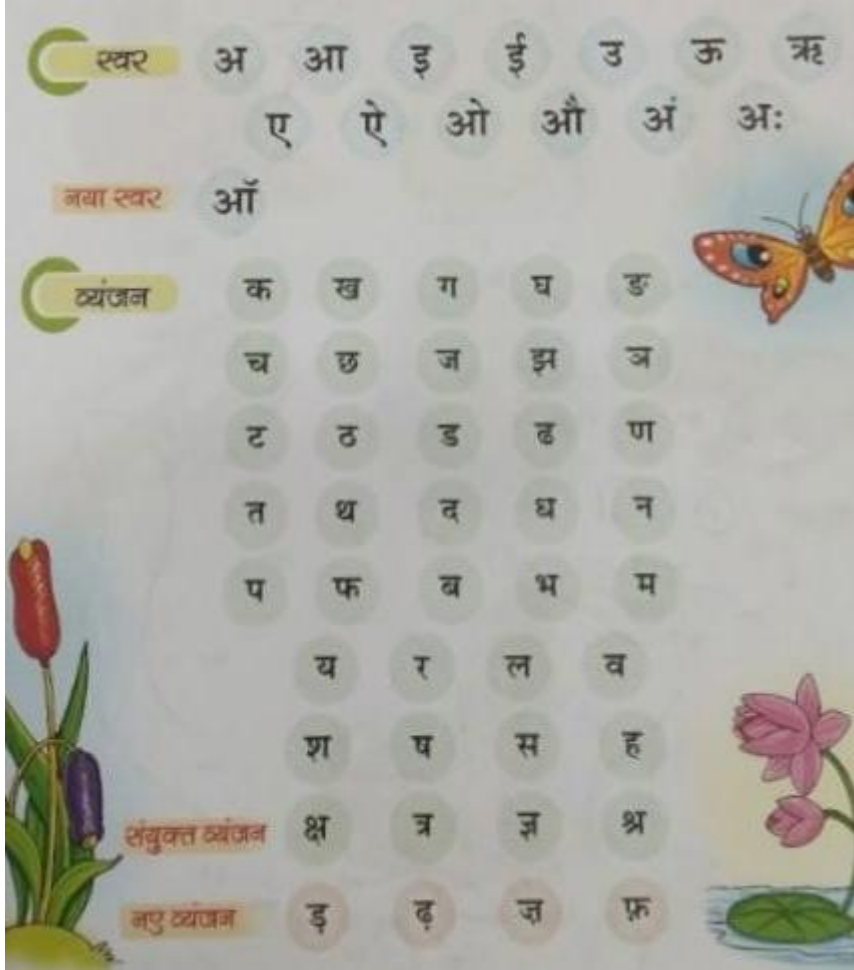 स्वर अ आ इ ई उ ऊ ऋ
ए ऐ ओ औ अं अः
नया स्वर ऑ
व्यंजन क ख ग घ ङ
च छ ज झ ञ
ट ठ ड ढ ण
त थ द ध न
प फ ब भ म
य र ल व
श ष स ह
संयुक्त व्यंजन क्ष त्र ज्ञ श्र
नए व्यंजन ड़ ढ़ ज़ फ़